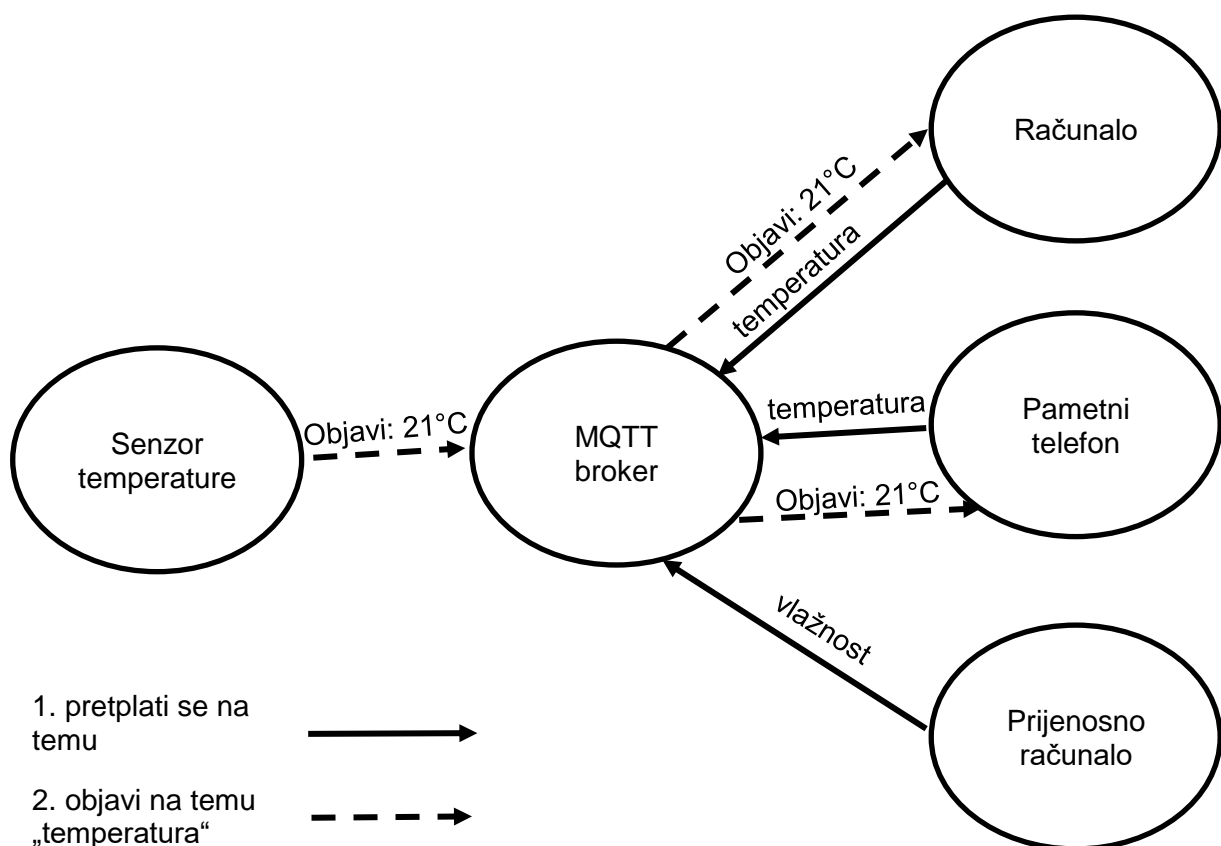 Računalo
Objavi: 21°C
temperatura
Senzor
temperature
Objavi: 21°C
MQTT
broker
temperatura
Objavi: 21°C
Pametni
telefon
vlažnost
Prijenosno
računalo
1. pretplati se na
temu
2. objavi na temu
„temperatura“